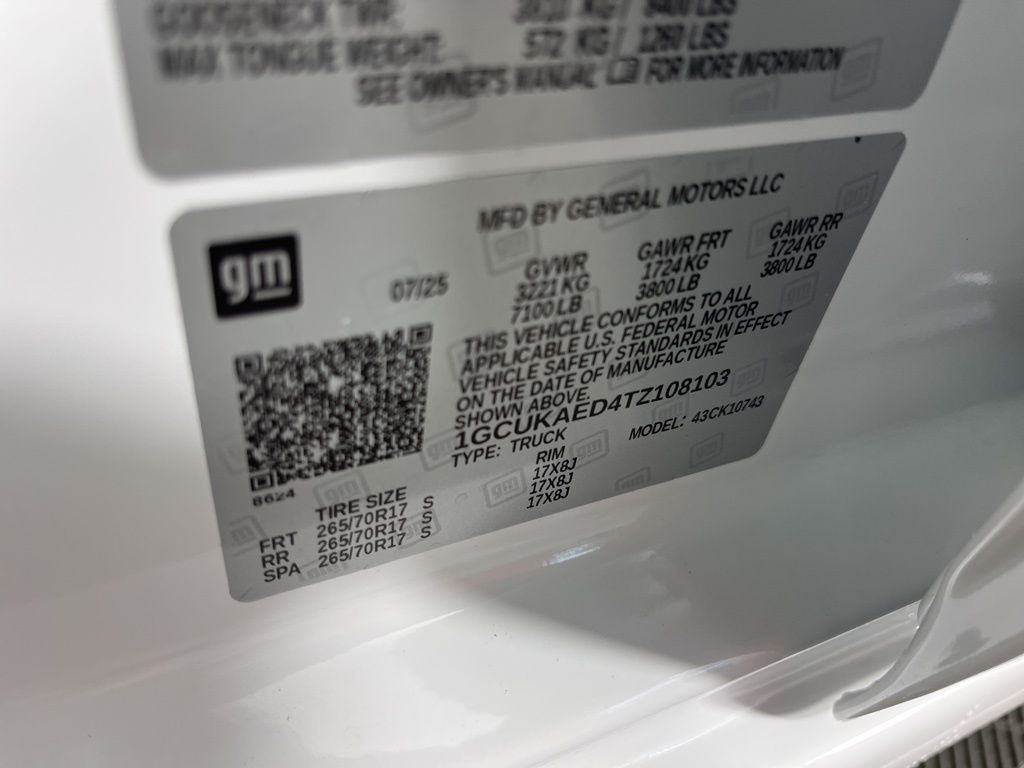 GOOSENECK TWR:
572 KG / 1260 LBS
MAX. TONGUE WEIGHT:
SEE OWNER'S MANUAL FOR MORE INFORMATION
MFD BY GENERAL MOTORS LLC
gm
07/25
GVWR GAWR FRT GAWR RR
3221 KG 1724 KG 1724 KG
7100 LB 3800 LB 3800 LB
THIS VEHICLE CONFORMS TO ALL
APPLICABLE U.S. FEDERAL MOTOR
VEHICLE SAFETY STANDARDS IN EFFECT
ON THE DATE OF MANUFACTURE
SHOWN ABOVE.
1GCUKAED4TZ108103
TYPE: TRUCK MODEL: 43CK10743
8624
TIRE SIZE RIM
FRT 265/70R17 S 17X8J
RR 265/70R17 S 17X8J
SPA 265/70R17 S 17X8J